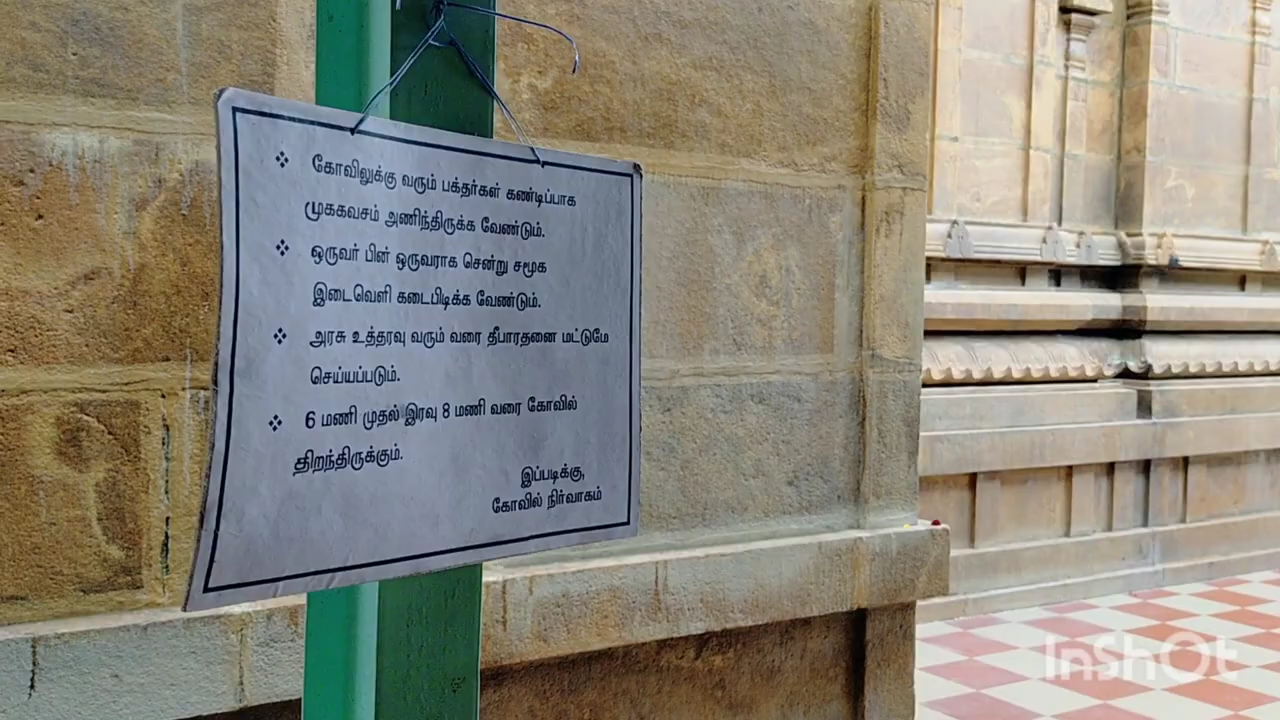 ❖ கோவிலுக்கு வரும் பக்தர்கள் கண்டிப்பாக
முககவசம் அணிந்திருக்க வேண்டும்.
❖ ஒருவர் பின் ஒருவராக சென்று சமூக
இடைவெளி கடைபிடிக்க வேண்டும்.
❖ அரசு உத்தரவு வரும் வரை தீபாரதனை மட்டுமே
செய்யப்படும்.
❖ 6 மணி முதல் இரவு 8 மணி வரை கோவில்
திறந்திருக்கும்.
இப்படிக்கு,
கோவில் நிர்வாகம்
InShOt